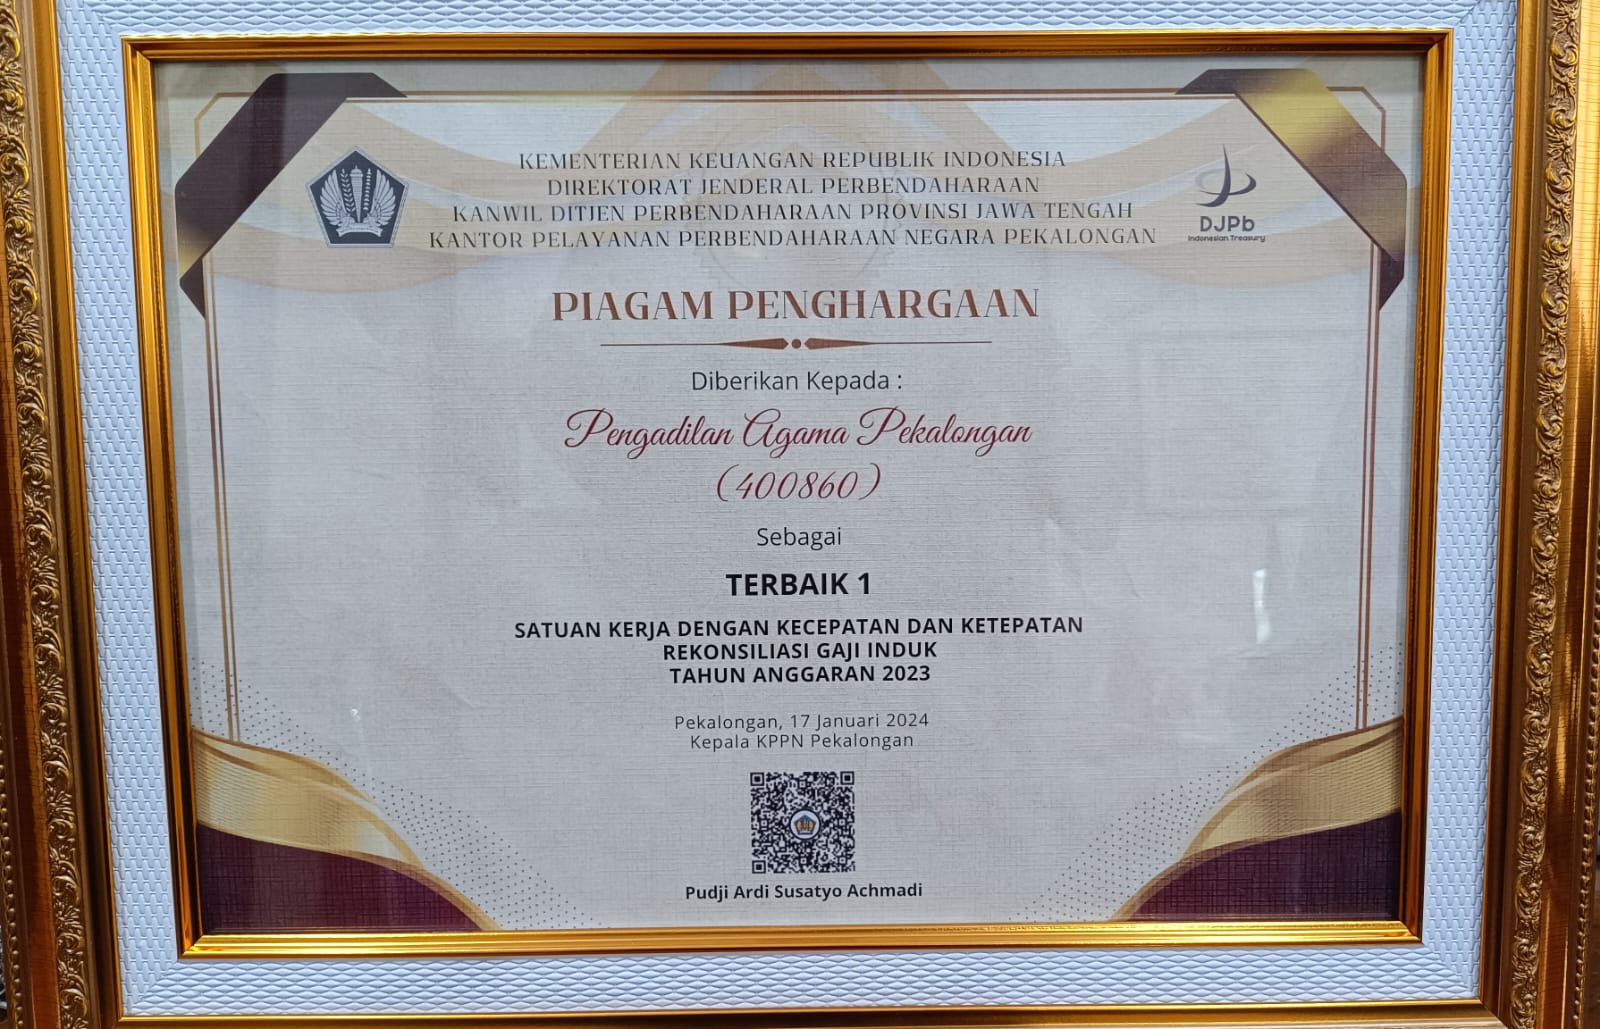 KEMENTERIAN KEUANGAN REPUBLIK INDONESIA
DIREKTORAT JENDERAL PERBENDAHARAAN
KANWIL DITJEN PERBENDAHARAAN PROVINSI JAWA TENGAH
KANTOR PELAYANAN PERBENDAHARAAN NEGARA PEKALONGAN
DJPb
Indonesian Treasury
PIAGAM PENGHARGAAN
Diberikan Kepada :
Pengadilan Agama Pekalongan
(400860)
Sebagai
TERBAIK 1
SATUAN KERJA DENGAN KECEPATAN DAN KETEPATAN
REKONSILIASI GAJI INDUK
TAHUN ANGGARAN 2023
Pekalongan, 17 Januari 2024
Kepala KPPN Pekalongan
Pudji Ardi Susatyo Achmadi